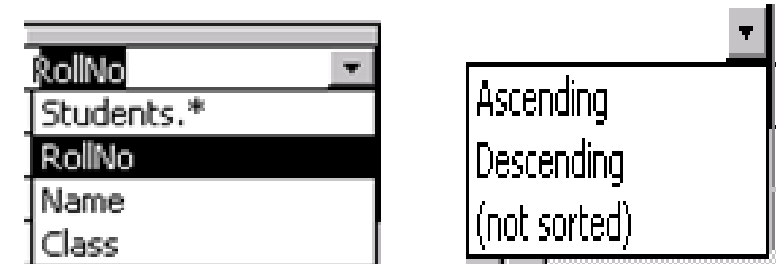 RollNo
Students.*
RollNo
Name
Class
Ascending
Descending
(not sorted)